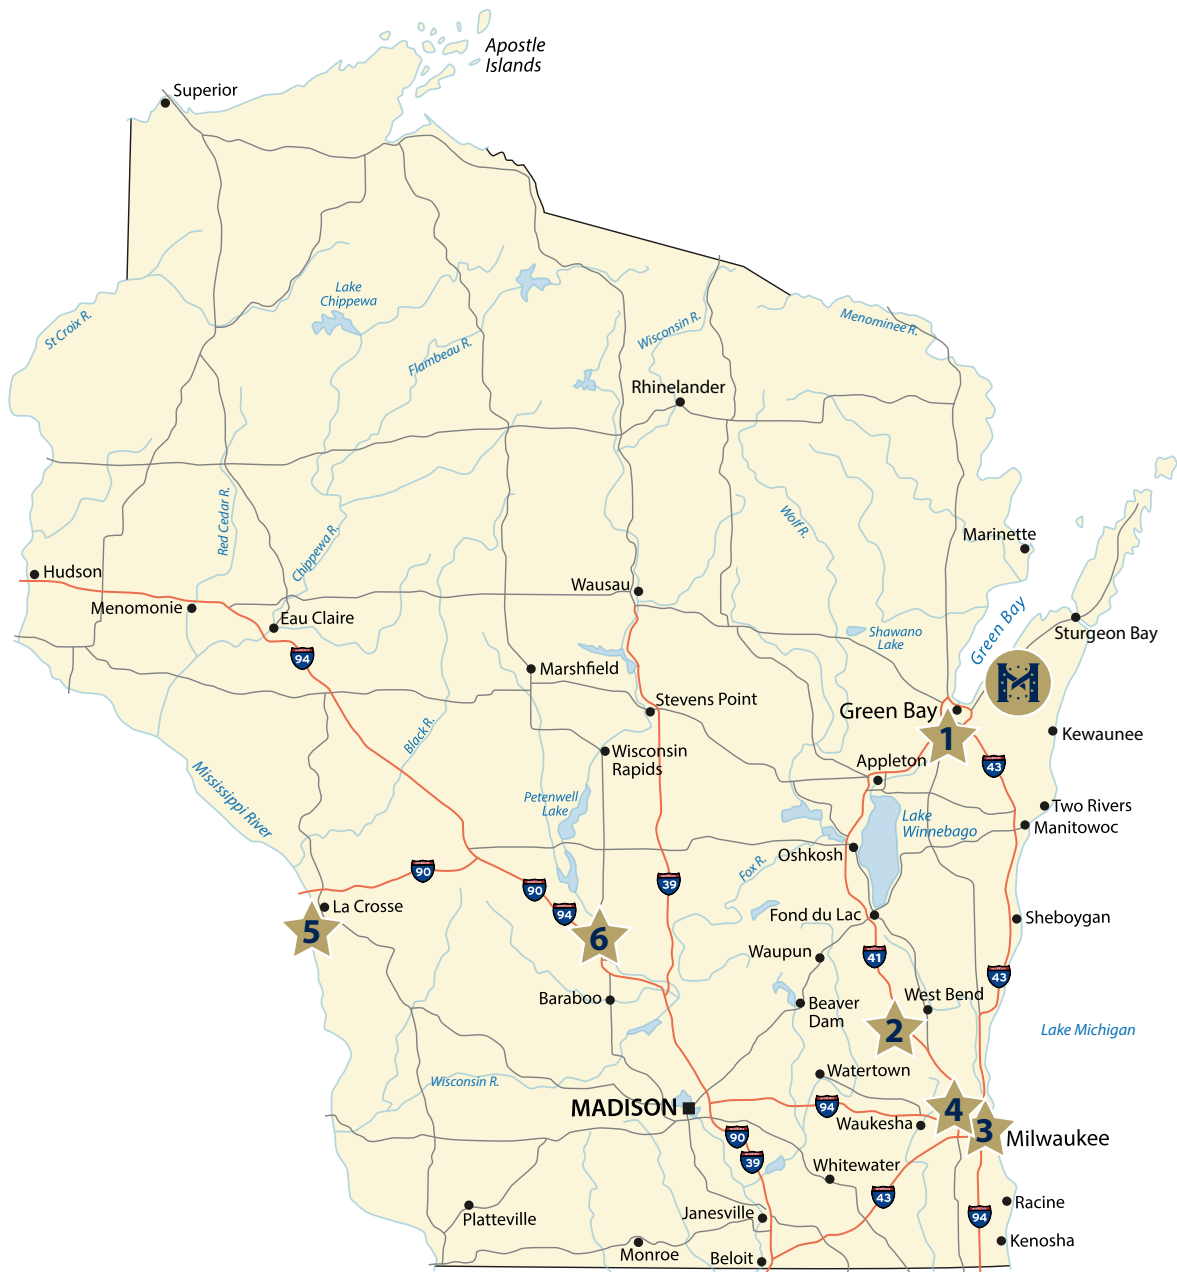 Apostle
Islands
Superior
Lake
Chippewa
St Croix R.
Flambeau R.
Wisconsin R.
Menominee R.
Rhinelander
Red Cedar R.
Chippewa R.
Wolf R.
Marinette
Hudson
Menomonie
Eau Claire
Wausau
94
Shawano
Lake
Green Bay
Sturgeon Bay
Marshfield
Stevens Point
M
Green Bay
1
Kewaunee
Black R.
Wisconsin
Rapids
Appleton
43
Mississippi River
Petenwell
Lake
Lake
Winnebago
Two Rivers
Manitowoc
Oshkosh
Fox R.
90
90
94
39
La Crosse
5
6
Fond du Lac
Sheboygan
Waupun
41
43
Baraboo
Beaver
Dam
West Bend
2
Lake Michigan
Wisconsin R.
Watertown
MADISON
94
4
3
Waukesha
Milwaukee
90
39
Whitewater
43
Racine
94
Platteville
Janesville
Kenosha
Monroe
Beloit